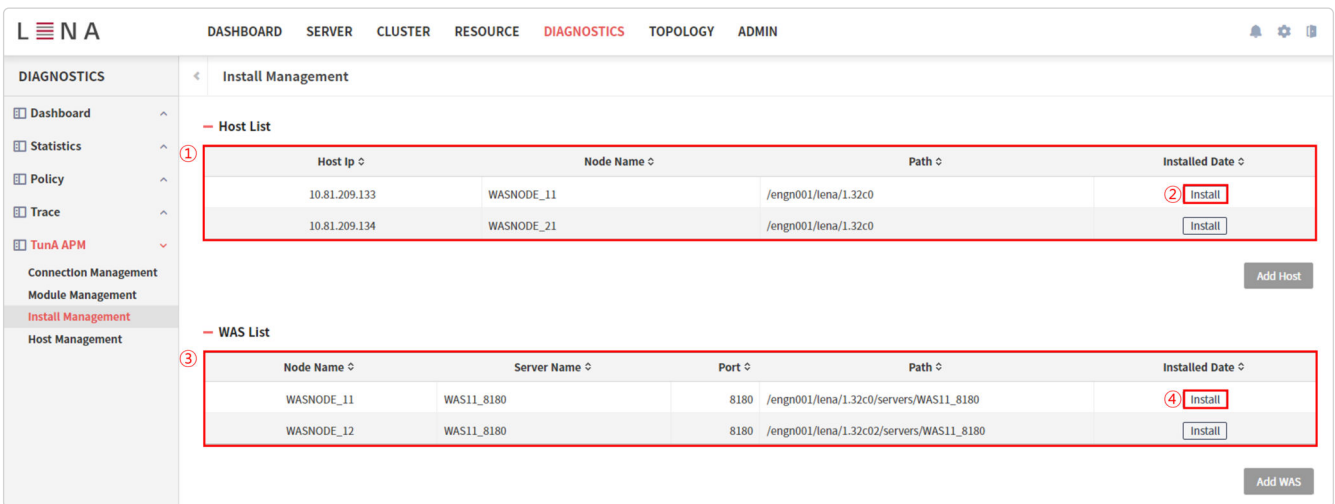 LENA
DASHBOARD SERVER CLUSTER RESOURCE DIAGNOSTICS TOPOLOGY ADMIN
DIAGNOSTICS
Dashboard
Statistics
Policy
Trace
TunA APM
Connection Management
Module Management
Install Management
Host Management
< Install Management
Host List
①
Host Ip Node Name Path Installed Date
10.81.209.133 WASNODE_11 /engn001/lena/1.32c0 ② Install
10.81.209.134 WASNODE_21 /engn001/lena/1.32c0 Install
Add Host
WAS List
③
Node Name Server Name Port Path Installed Date
WASNODE_11 WAS11_8180 8180 /engn001/lena/1.32c0/servers/WAS11_8180 ④ Install
WASNODE_12 WAS11_8180 8180 /engn001/lena/1.32c02/servers/WAS11_8180 Install
Add WAS